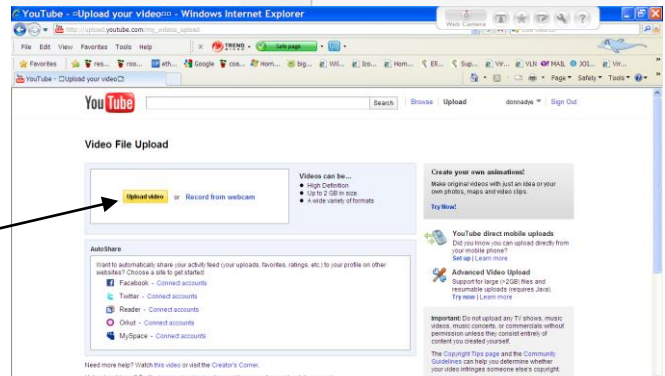 YouTube - □Upload your video□□ - Windows Internet Explorer
Web Camera
http://upload.youtube.com/my_videos_upload
File Edit View Favorites Tools Help
TREND
Safe page
Favorites
Google
Page Safety Tools
YouTube - □Upload your video□
YouTube
Search
Browse
Upload
donnadye
Sign Out
Video File Upload
Upload video or Record from webcam
Videos can be...
High Definition
Up to 2 GB in size.
A wide variety of formats
Create your own animations!
Make original videos with just an idea or your
own photos, maps and video clips.
Try Now!
YouTube direct mobile uploads
Did you know you can upload directly from
your mobile phone?
Set up | Learn more
Advanced Video Upload
Support for large (>2GB) files and
resumable uploads (requires Java).
Try now | Learn more
AutoShare
Want to automatically share your activity feed (your uploads, favorites, ratings, etc.) to your profile on other
websites? Choose a site to get started:
Facebook - Connect accounts
Twitter - Connect accounts
Reader - Connect accounts
Orkut - Connect accounts
MySpace - Connect accounts
Important: Do not upload any TV shows, music
videos, music concerts, or commercials without
permission unless they consist entirely of
content you created yourself.
The Copyright Tips page and the Community
Guidelines can help you determine whether
your video infringes someone else's copyright.
Need more help? Watch this video or visit the Creator's Corner.